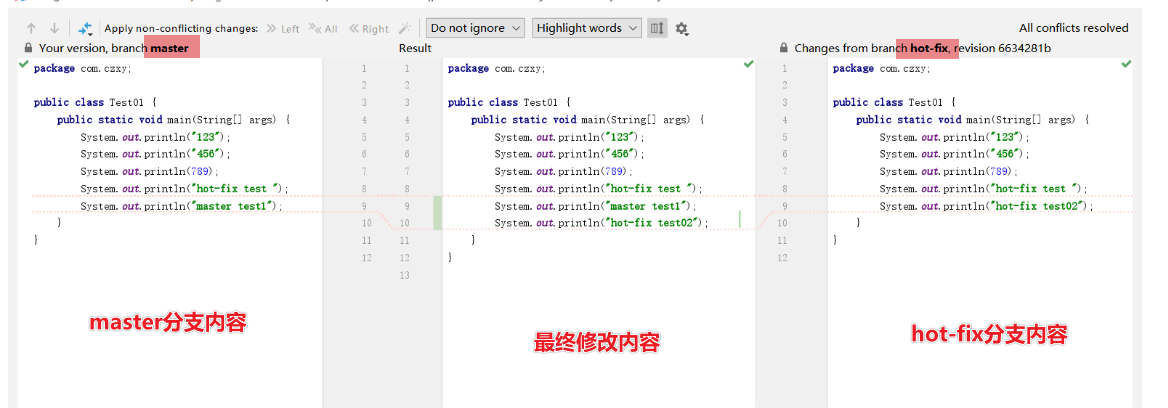 Apply non-conflicting changes: Left All Right Do not ignore Highlight words All conflicts resolved
Your version, branch master
Result
Changes from branch hot-fix, revision 6634281b
package com.czxy;
public class Test01 {
public static void main(String[] args) {
System.out.println("123");
System.out.println("456");
System.out.println(789);
System.out.println("hot-fix test ");
System.out.println("master test1");
}
}
1
2
3
4
5
6
7
8
9
10
11
12
1
2
3
4
5
6
7
8
9
10
11
12
13
package com.czxy;
public class Test01 {
public static void main(String[] args) {
System.out.println("123");
System.out.println("456");
System.out.println(789);
System.out.println("hot-fix test ");
System.out.println("master test1");
System.out.println("hot-fix test02");
}
}
1
2
3
4
5
6
7
8
9
10
11
12
package com.czxy;
public class Test01 {
public static void main(String[] args) {
System.out.println("123");
System.out.println("456");
System.out.println(789);
System.out.println("hot-fix test ");
System.out.println("hot-fix test02");
}
}
master分支内容
最终修改内容
hot-fix分支内容